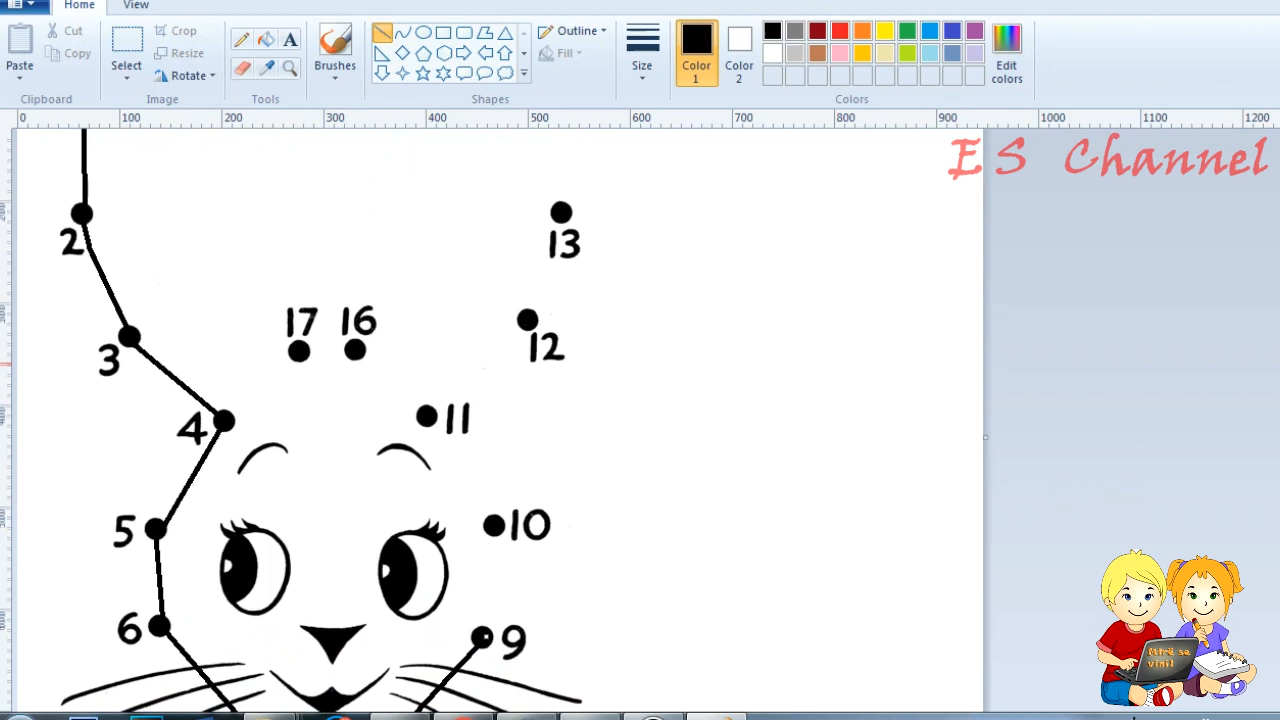 Home View
Cut
Copy
Paste
Clipboard
Crop
Resize
Rotate
Select
Image
Tools
Brushes
Outline
Fill
Shapes
Size
Color 1
Color 2
Edit colors
Colors
0 100 200 300 400 500 600 700 800 900 1000 1100 1200
ES Channel
2
13
17 16
12
3
11
4
10
5
6
9